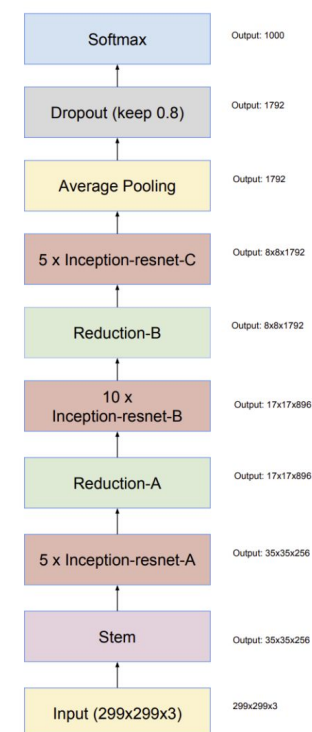 Softmax
Output: 1000
Dropout (keep 0.8)
Output: 1792
Average Pooling
Output: 1792
5 x Inception-resnet-C
Output: 8x8x1792
Reduction-B
Output: 8x8x1792
10 x
Inception-resnet-B
Output: 17x17x896
Reduction-A
Output: 17x17x896
5 x Inception-resnet-A
Output: 35x35x256
Stem
Output: 35x35x256
Input (299x299x3)
299x299x3